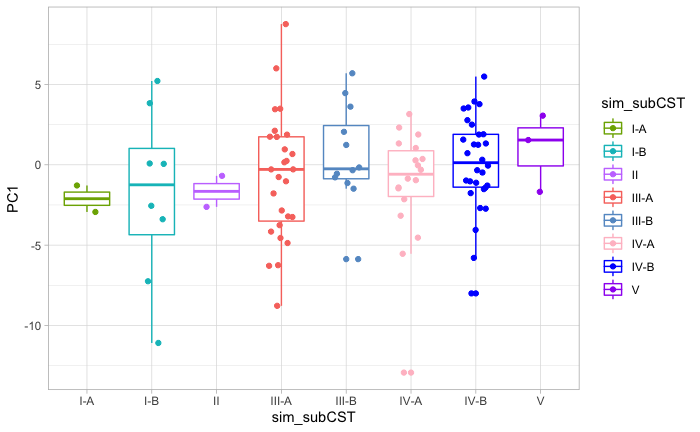 PC1
5
0
-5
-10
I-A I-B II III-A III-B IV-A IV-B V
sim_subCST
sim_subCST
I-A
I-B
II
III-A
III-B
IV-A
IV-B
V